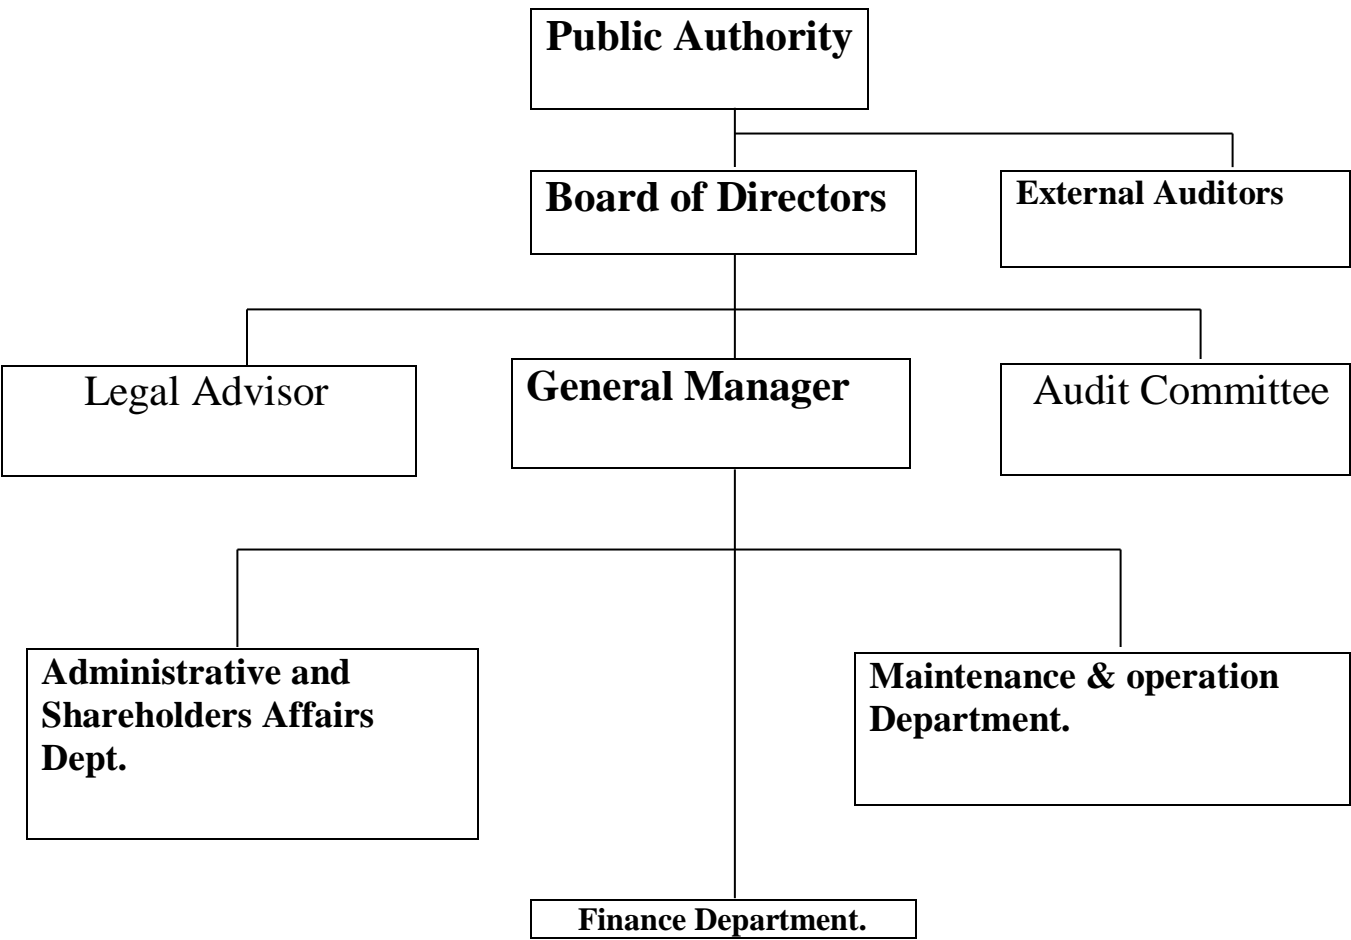 Public Authority
Board of Directors
External Auditors
Legal Advisor
General Manager
Audit Committee
Administrative and
Shareholders Affairs
Dept.
Maintenance & operation
Department.
Finance Department.